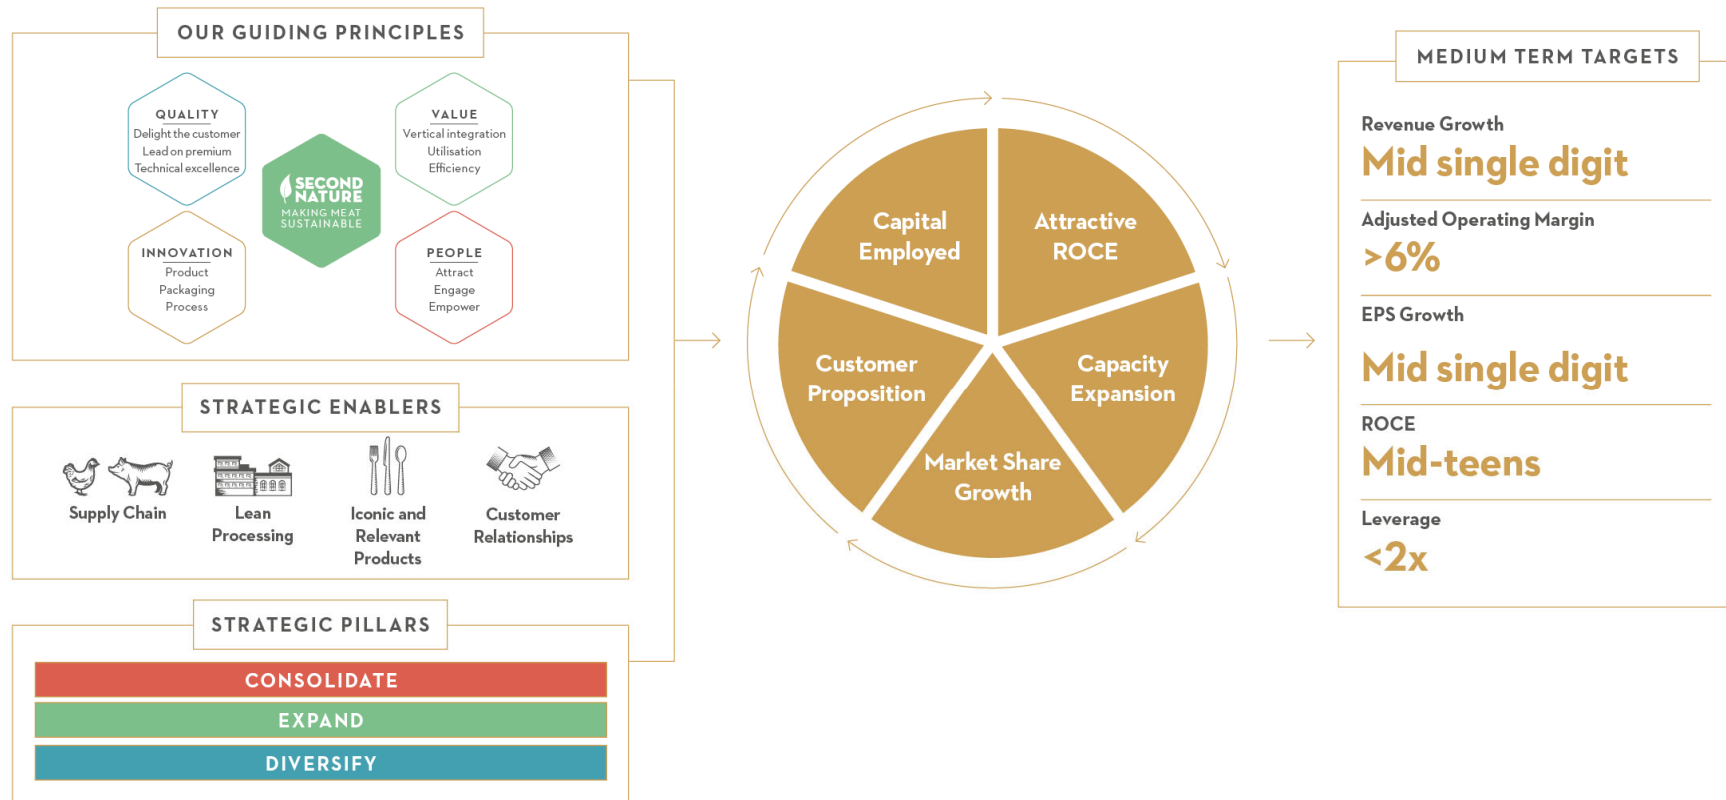 OUR GUIDING PRINCIPLES
QUALITY
Delight the customer
Lead on premium
Technical excellence
VALUE
Vertical integration
Utilisation
Efficiency
SECOND
NATURE
MAKING MEAT
SUSTAINABLE
INNOVATION
Product
Packaging
Process
PEOPLE
Attract
Engage
Empower
STRATEGIC ENABLERS
Supply Chain
Lean
Processing
Iconic and
Relevant
Products
Customer
Relationships
STRATEGIC PILLARS
CONSOLIDATE
EXPAND
DIVERSIFY
Capital
Employed
Attractive
ROCE
Customer
Proposition
Capacity
Expansion
Market Share
Growth
MEDIUM TERM TARGETS
Revenue Growth
Mid single digit
Adjusted Operating Margin
>6%
EPS Growth
Mid single digit
ROCE
Mid-teens
Leverage
<2x